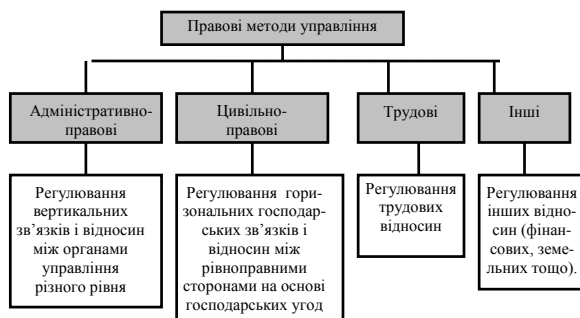 Правові методи управління
Адміністративно-
правові
Цивільно-
правові
Трудові
Інші
Регулювання
вертикальних
зв’язків і відносин
між органами
управління
різного рівня
Регулювання гори-
зональних господар-
ських зв’язків і
відносин між
рівноправними
сторонами на основі
господарських угод
Регулювання
трудових
відносин
Регулювання
інших відно-
син (фінан-
сових, земе-
льних тощо).